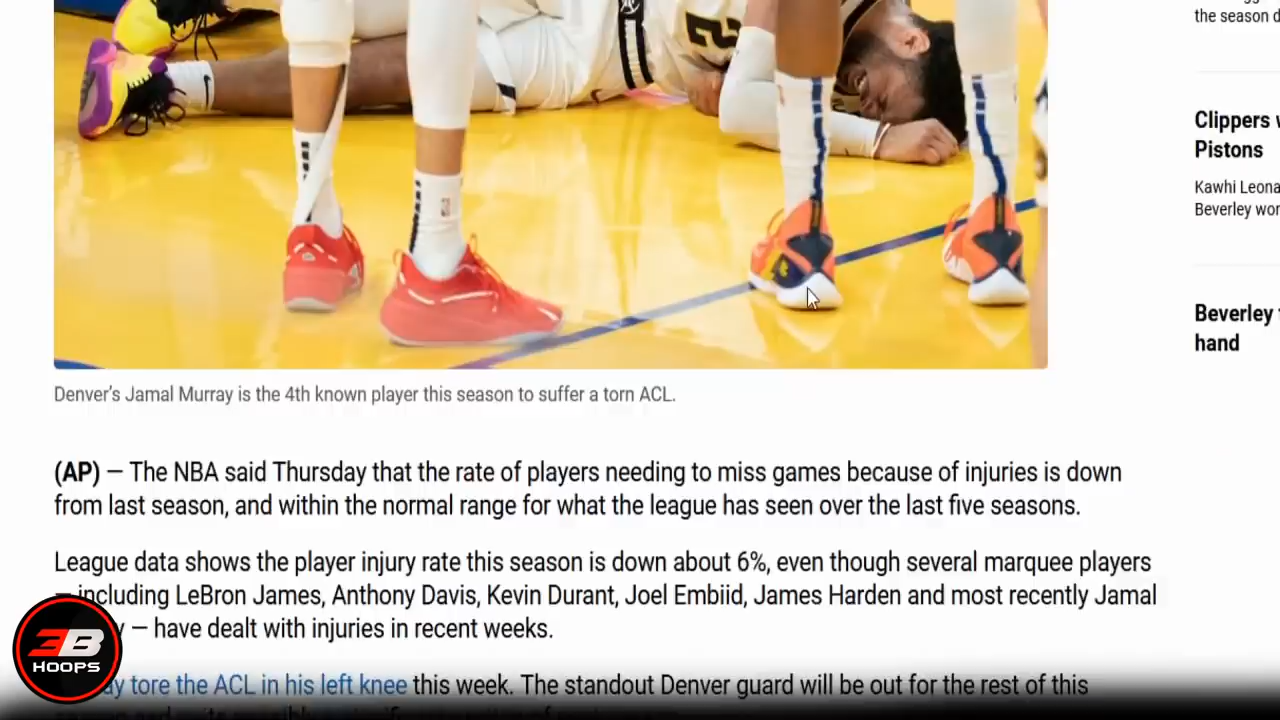 the season d
Clippers w
Pistons
Kawhi Leona
Beverley wor
Beverley
hand
2
Denver's Jamal Murray is the 4th known player this season to suffer a torn ACL.
(AP) — The NBA said Thursday that the rate of players needing to miss games because of injuries is down
from last season, and within the normal range for what the league has seen over the last five seasons.
League data shows the player injury rate this season is down about 6%, even though several marquee players
— including LeBron James, Anthony Davis, Kevin Durant, Joel Embiid, James Harden and most recently Jamal
y — have dealt with injuries in recent weeks.
ay tore the ACL in his left knee this week. The standout Denver guard will be out for the rest of this
3B
HOOPS